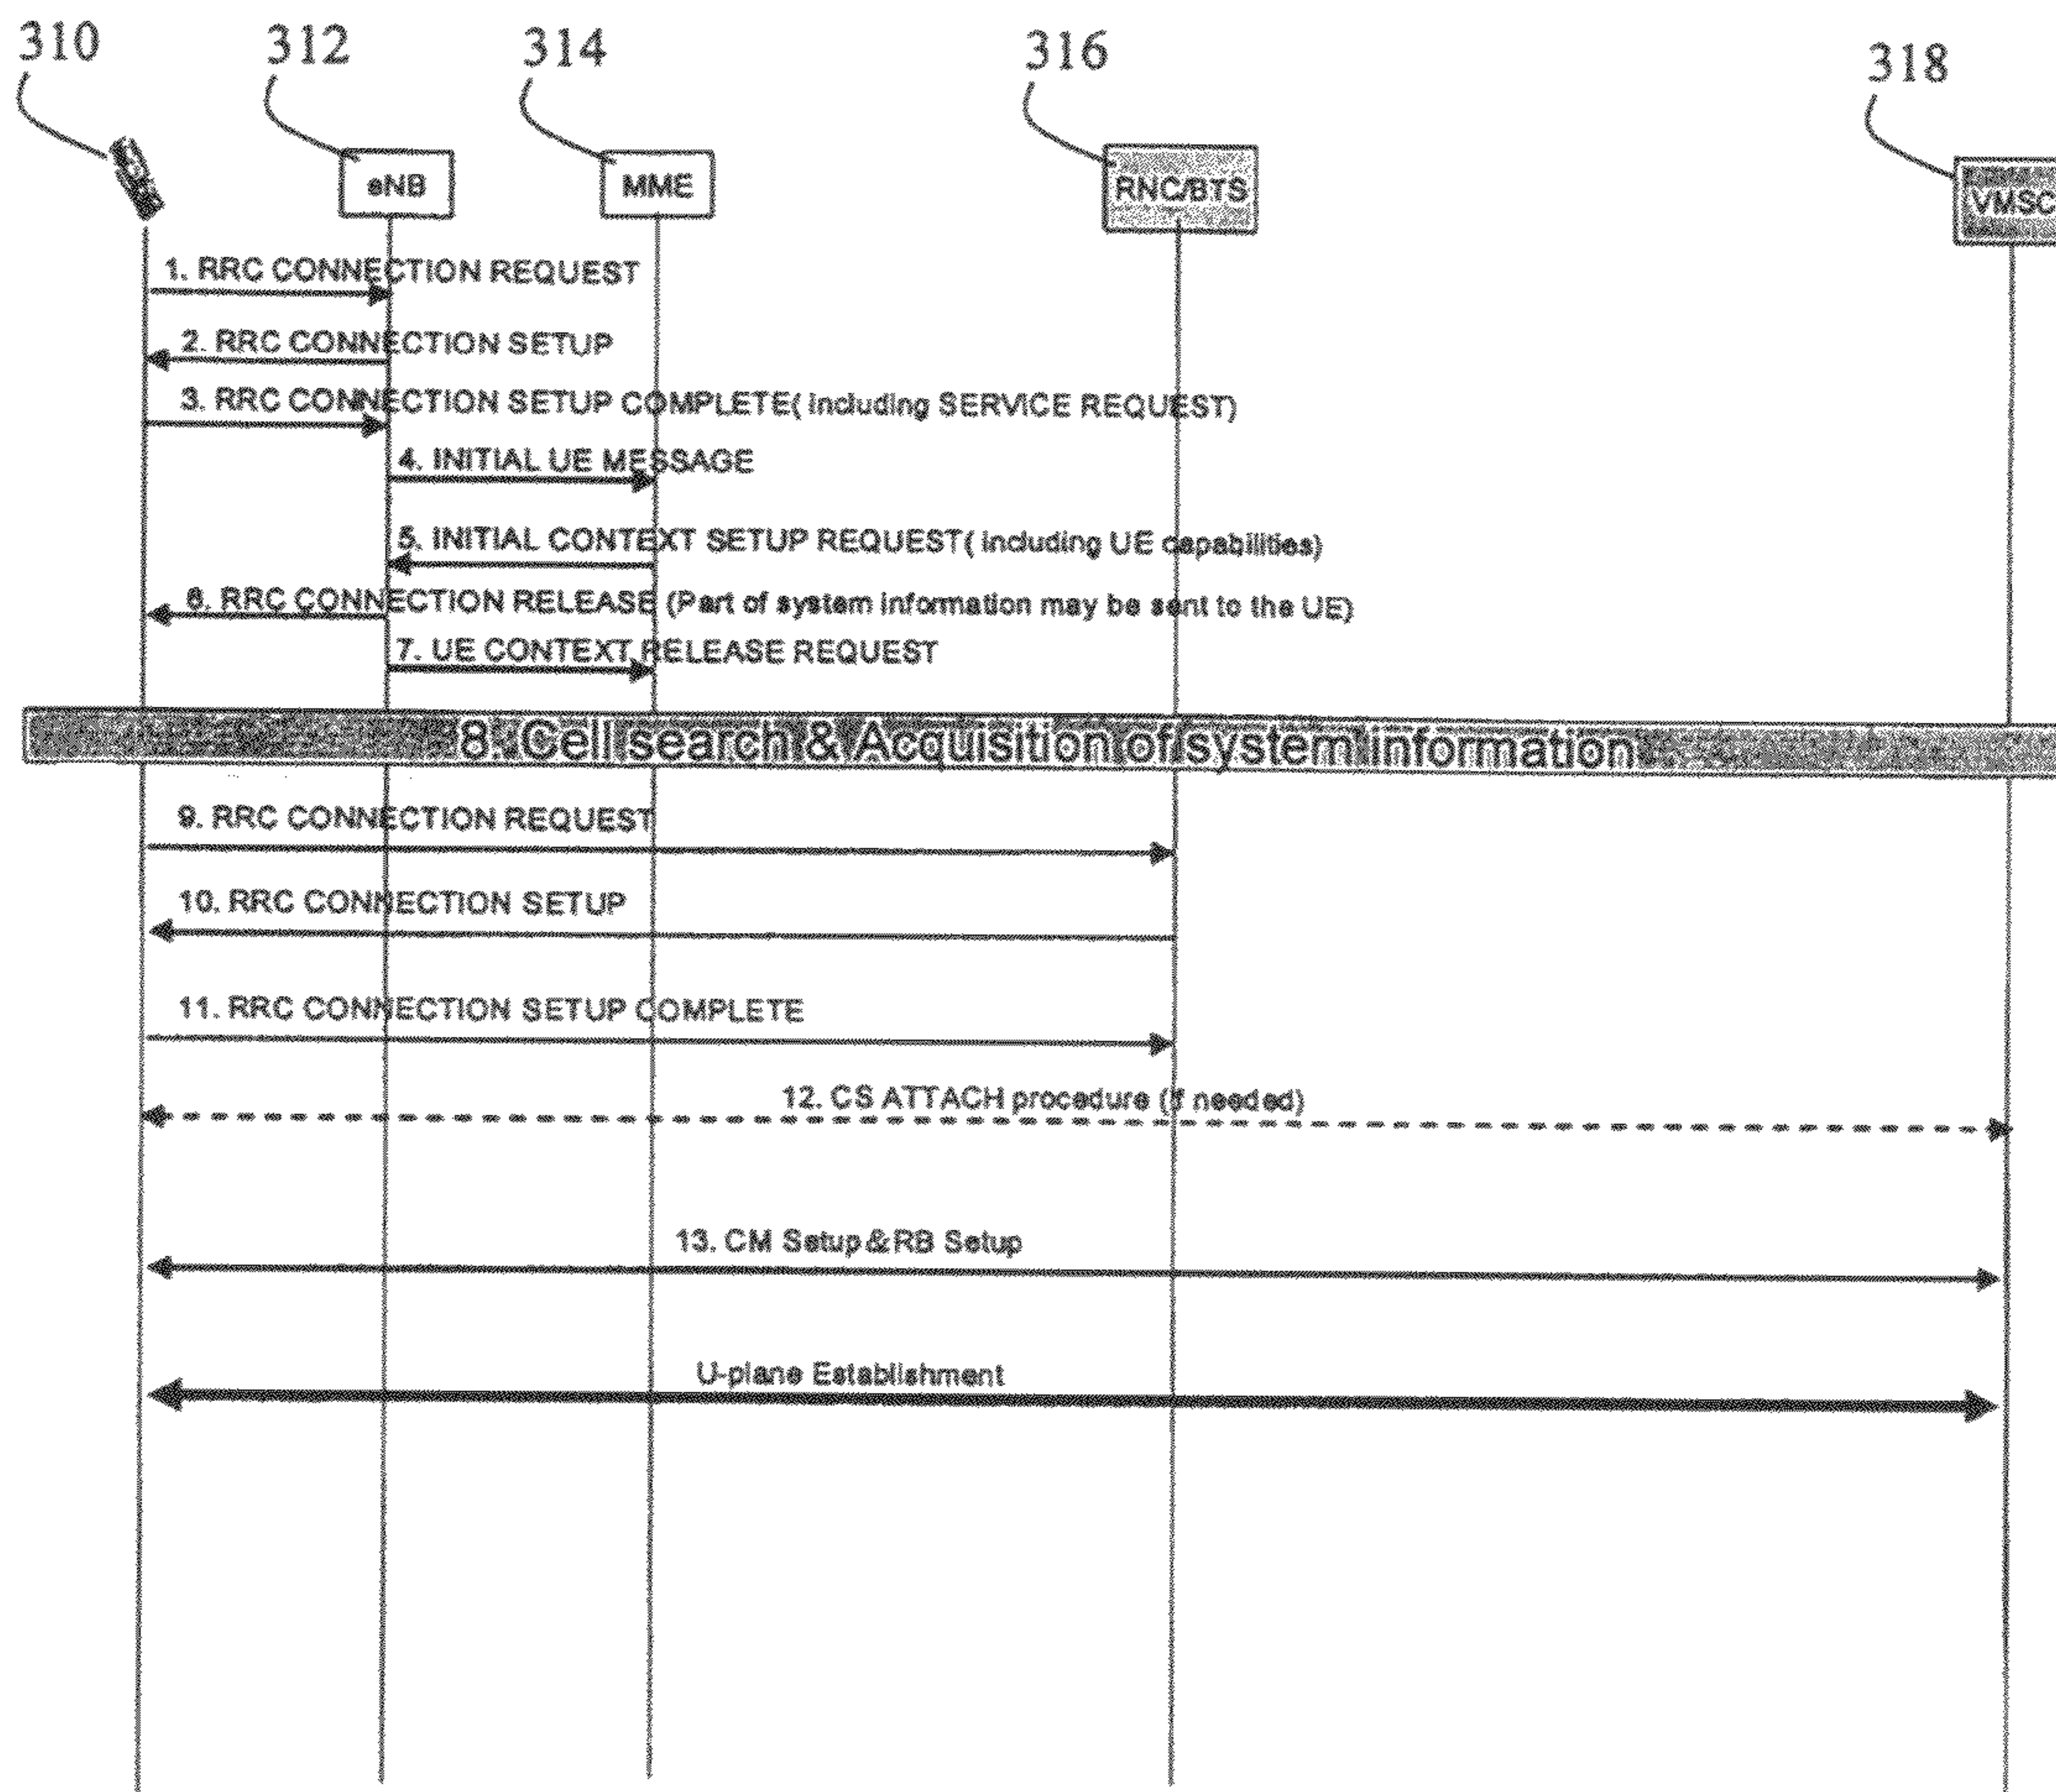 310 312 314 316 318
eNB MME RNC/BTS VMSC
1. RRC CONNECTION REQUEST
2. RRC CONNECTION SETUP
3. RRC CONNECTION SETUP COMPLETE( including SERVICE REQUEST)
4. INITIAL UE MESSAGE
5. INITIAL CONTEXT SETUP REQUEST( including UE capabilities)
6. RRC CONNECTION RELEASE (Part of system information may be sent to the UE)
7. UE CONTEXT RELEASE REQUEST
8. Cell search & Acquisition of system information
9. RRC CONNECTION REQUEST
10. RRC CONNECTION SETUP
11. RRC CONNECTION SETUP COMPLETE
12. CS ATTACH procedure (if needed)
13. CM Setup & RB Setup
U-plane Establishment